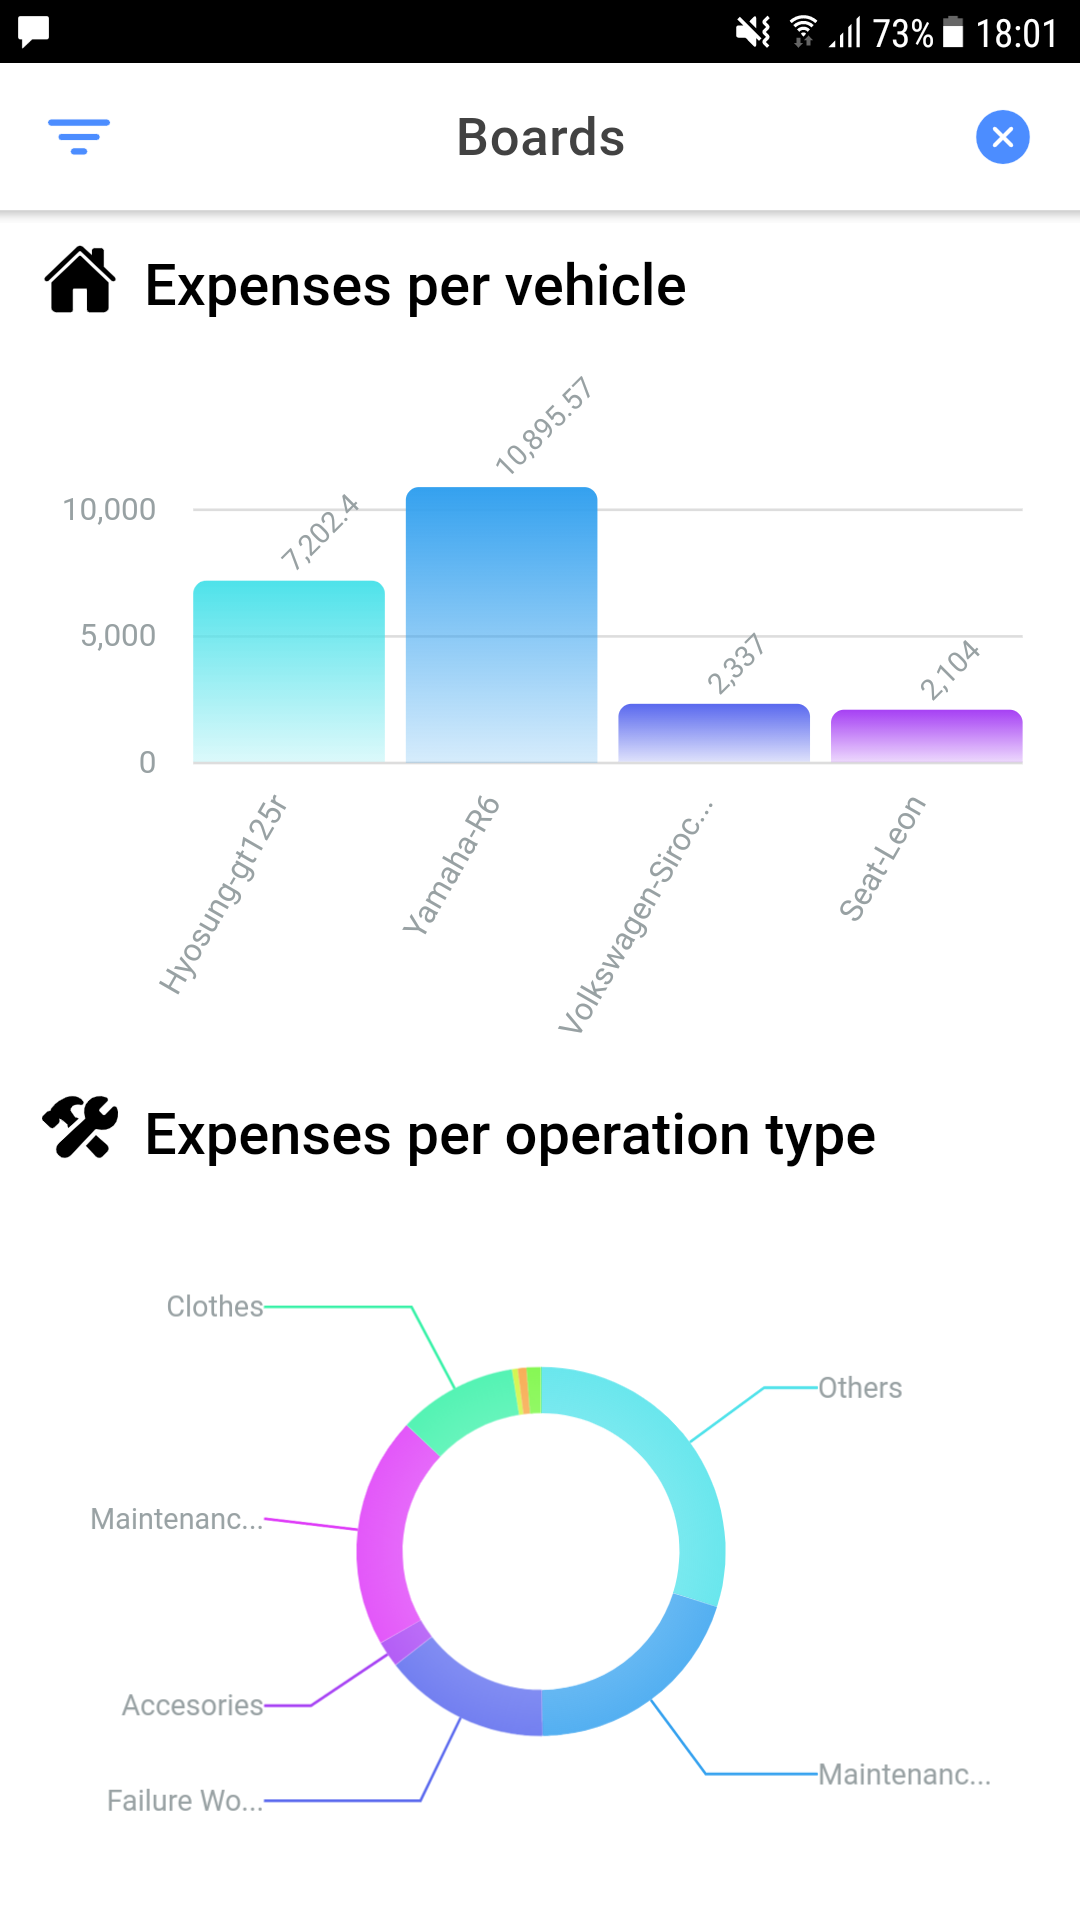 73% 18:01
Boards
Expenses per vehicle
10,895.57
7,202.4
10,000
5,000
2,337
2,104
0
Hyosung-gt125r
Yamaha-R6
Volkswagen-Siroc...
Seat-Leon
Expenses per operation type
Clothes
Others
Maintenanc...
Accesories
Maintenanc...
Failure Wo...